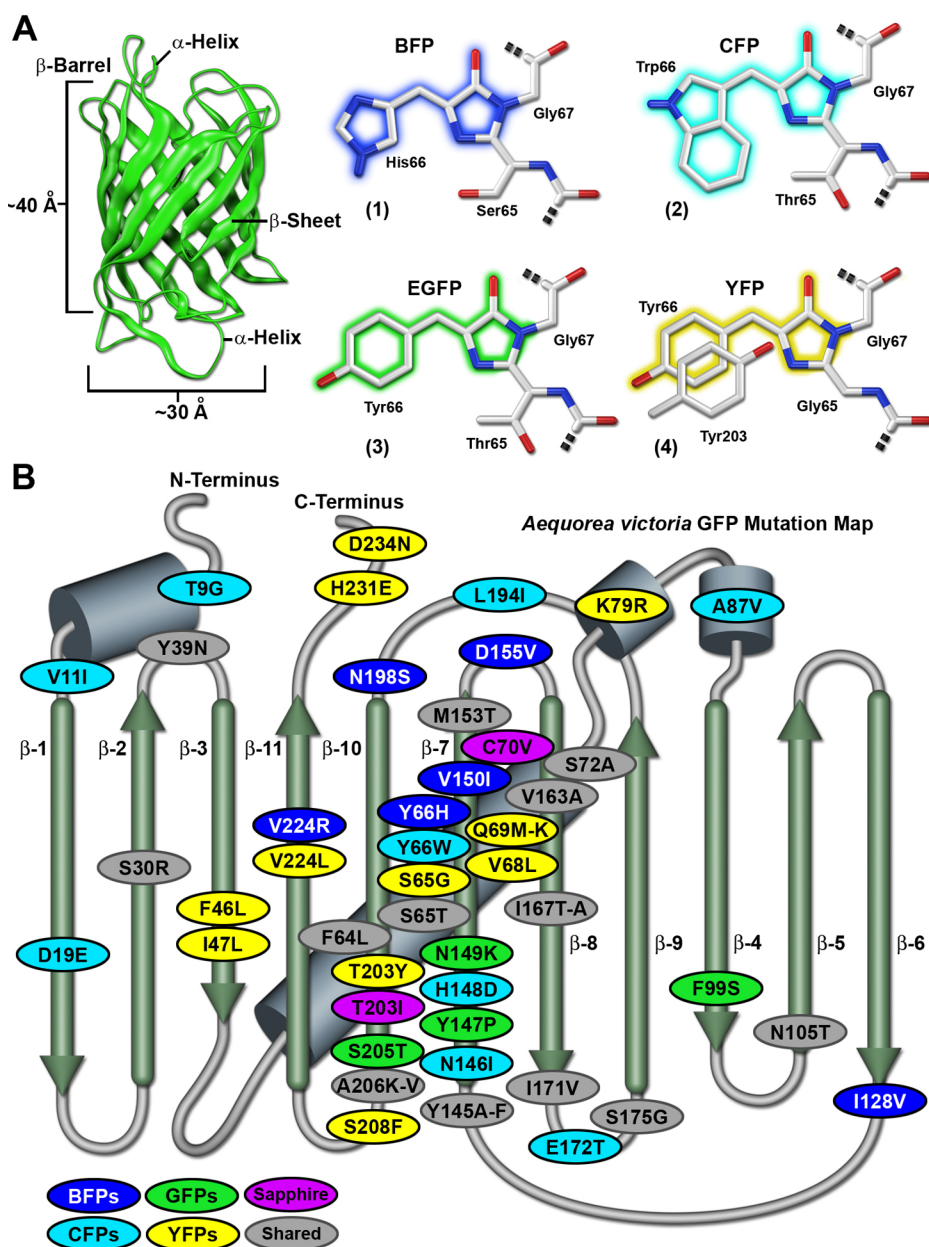 A
α-Helix
β-Barrel
~40 Å
β-Sheet
α-Helix
~30 Å
BFP
Gly67
His66
Ser65
(1)
CFP
Trp66
Gly67
Thr65
(2)
EGFP
Gly67
Tyr66
Thr65
(3)
YFP
Tyr66
Gly67
Gly65
Tyr203
(4)
B
N-Terminus
C-Terminus
Aequorea victoria GFP Mutation Map
D234N
T9G
H231E
L194I
K79R
A87V
Y39N
D155V
V11I
N198S
M153T
β-1
β-2
β-3
β-11
β-10
β-7
C70V
S72A
V150I
V163A
Y66H
V224R
Q69M-K
Y66W
V224L
V68L
S30R
S65G
F46L
S65T
I167T-A
I47L
F64L
β-8
β-9
β-4
β-5
β-6
D19E
N149K
T203Y
H148D
F99S
T203I
Y147P
N105T
S205T
N146I
A206K-V
I171V
I128V
Y145A-F
S175G
S208F
E172T
BFPs
GFPs
Sapphire
CFPs
YFPs
Shared